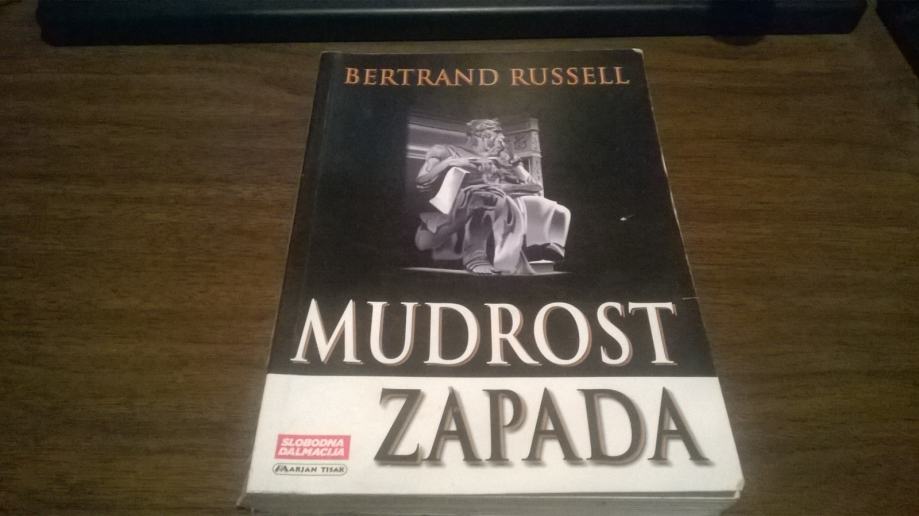 BERTRAND RUSSELL
MUDROST
ZAPADA
SLOBODNA
DALMACIJA
MARJAN TISAK